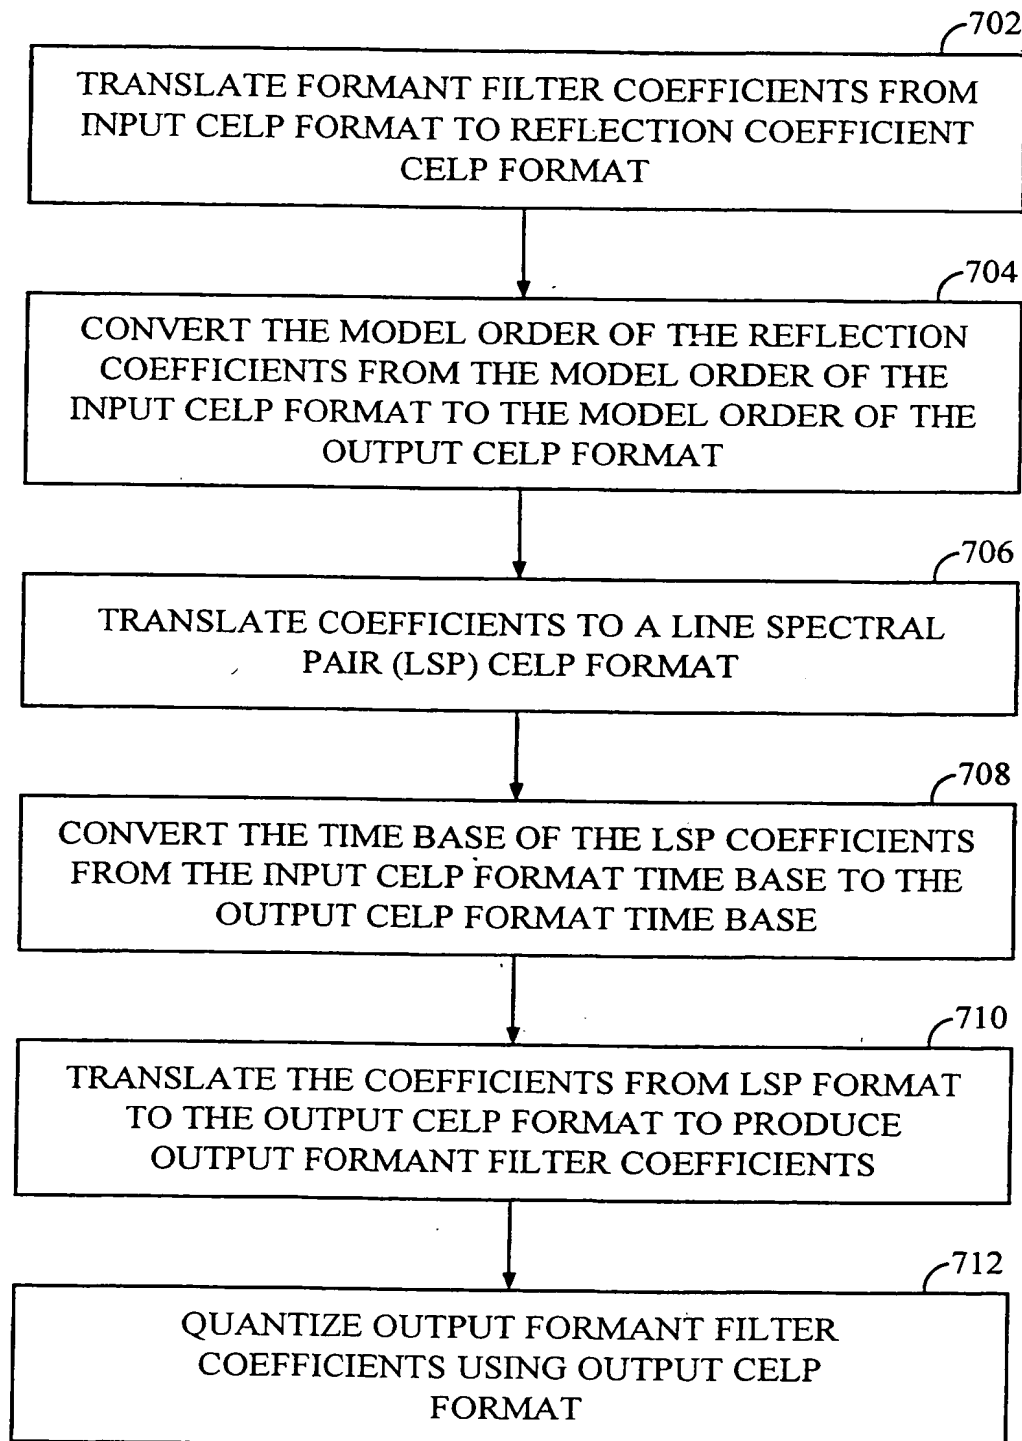 702
TRANSLATE FORMANT FILTER COEFFICIENTS FROM
INPUT CELP FORMAT TO REFLECTION COEFFICIENT
CELP FORMAT
704
CONVERT THE MODEL ORDER OF THE REFLECTION
COEFFICIENTS FROM THE MODEL ORDER OF THE
INPUT CELP FORMAT TO THE MODEL ORDER OF THE
OUTPUT CELP FORMAT
706
TRANSLATE COEFFICIENTS TO A LINE SPECTRAL
PAIR (LSP) CELP FORMAT
708
CONVERT THE TIME BASE OF THE LSP COEFFICIENTS
FROM THE INPUT CELP FORMAT TIME BASE TO THE
OUTPUT CELP FORMAT TIME BASE
710
TRANSLATE THE COEFFICIENTS FROM LSP FORMAT
TO THE OUTPUT CELP FORMAT TO PRODUCE
OUTPUT FORMANT FILTER COEFFICIENTS
712
QUANTIZE OUTPUT FORMANT FILTER
COEFFICIENTS USING OUTPUT CELP
FORMAT